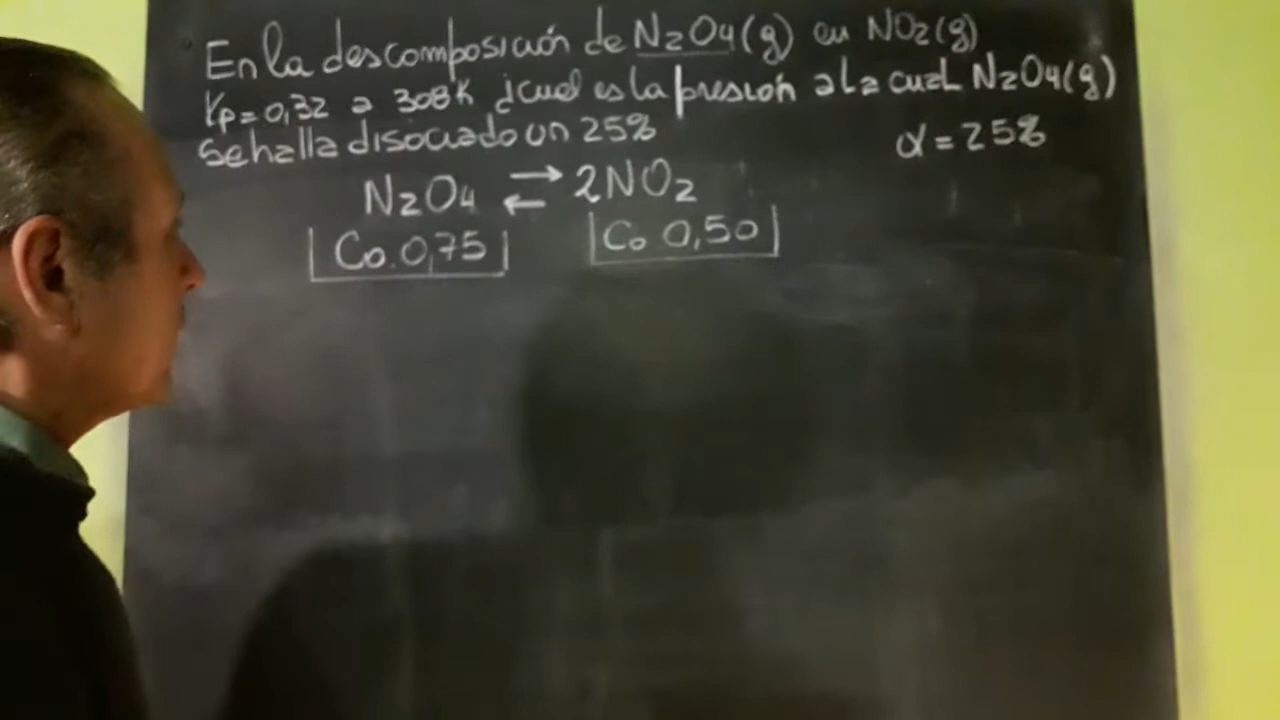 En la descomposición de N2O4(g) en NO2(g)
Kp=0,32 a 308K ¿cual es la presión a la cual N2O4(g)
se halla disociado un 25%
α=25%
N2O4 ⇄ 2NO2
Co.0,75 Co 0,50